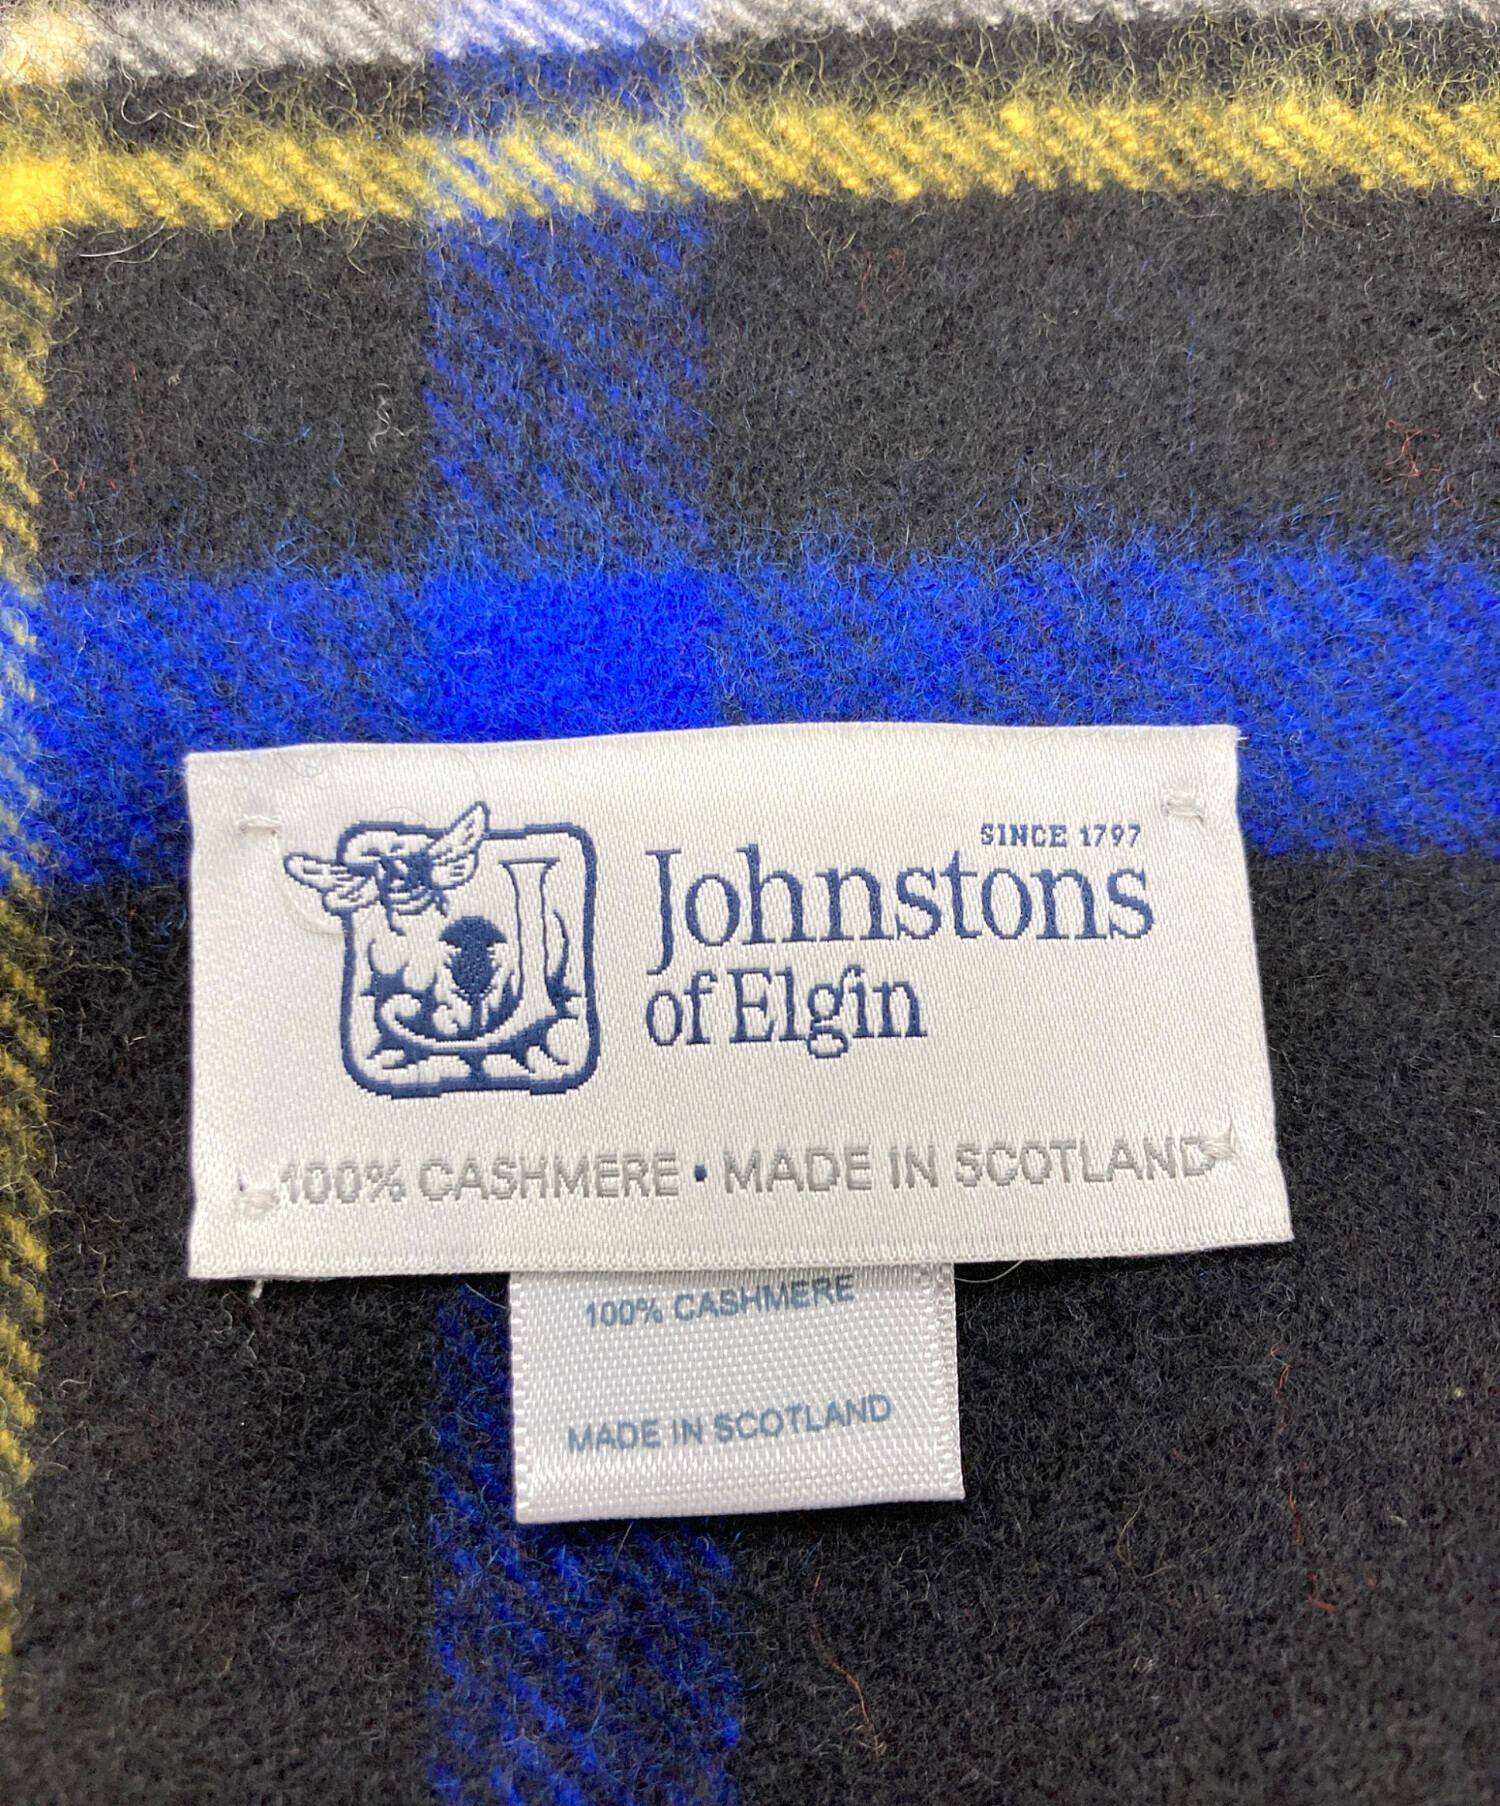 SINCE 1797
Johnstons
of Elgin
100% CASHMERE • MADE IN SCOTLAND
100% CASHMERE
MADE IN SCOTLAND